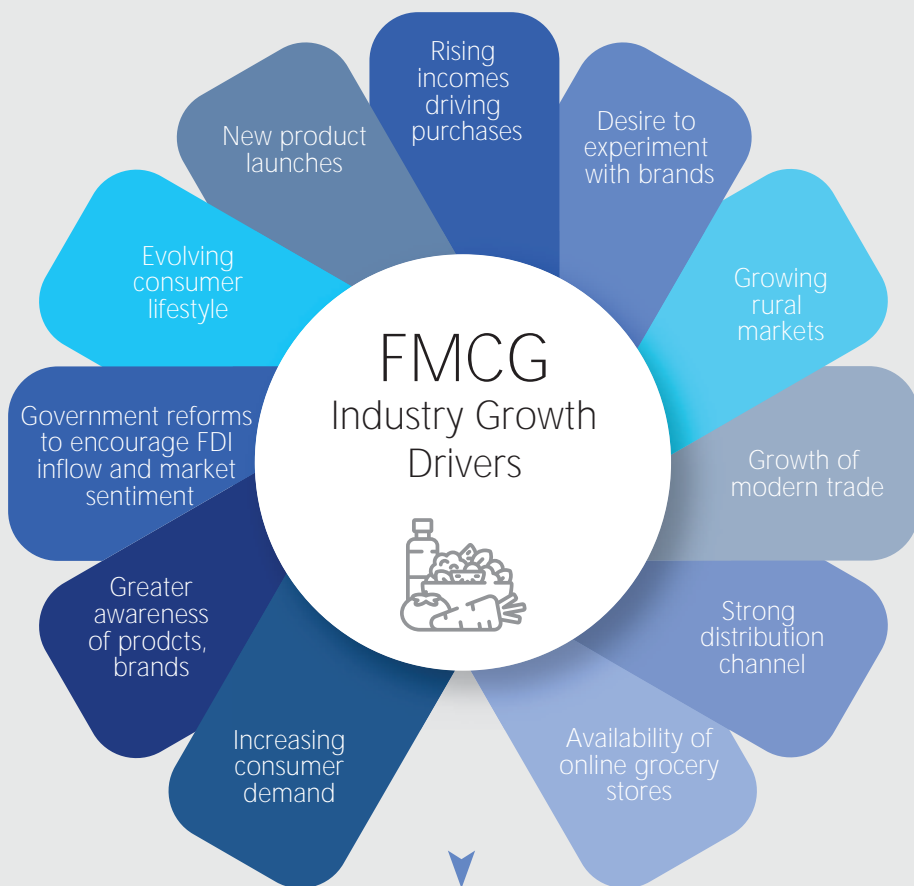 FMCG
Industry Growth
Drivers
Rising
incomes
driving
purchases
Desire to
experiment
with brands
Growing
rural
markets
Growth of
modern trade
Strong
distribution
channel
Availability of
online grocery
stores
Increasing
consumer
demand
Greater
awareness
of prodcts,
brands
Government reforms
to encourage FDI
inflow and market
sentiment
Evolving
consumer
lifestyle
New product
launches